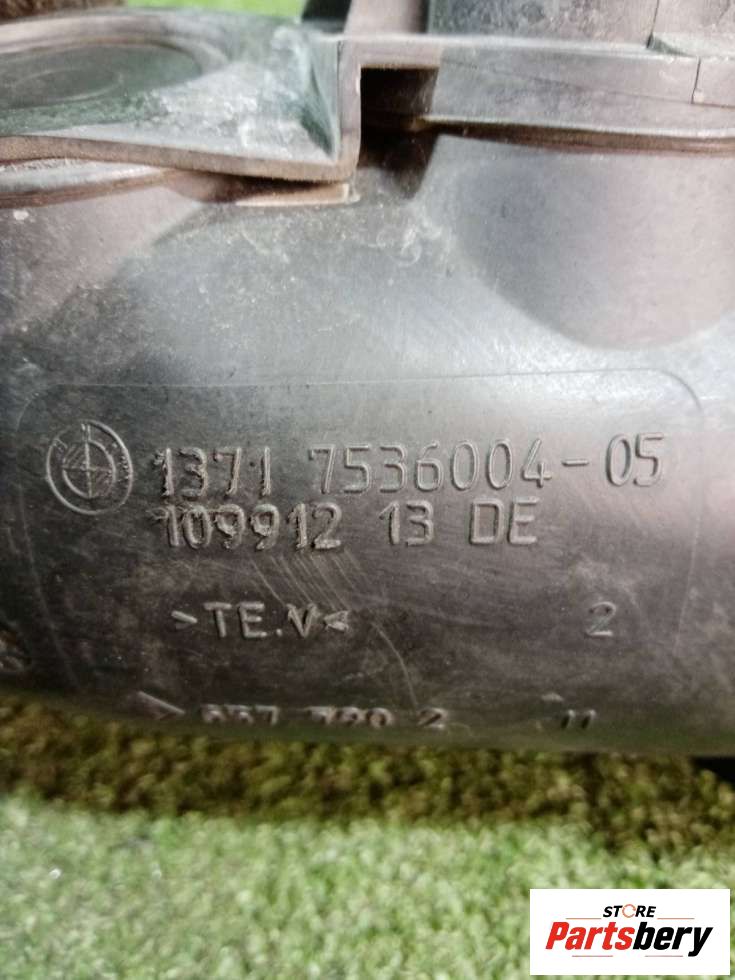 1371 7536004-05
109912 13 DE
>TE.V< 2
STORE
Partsbery